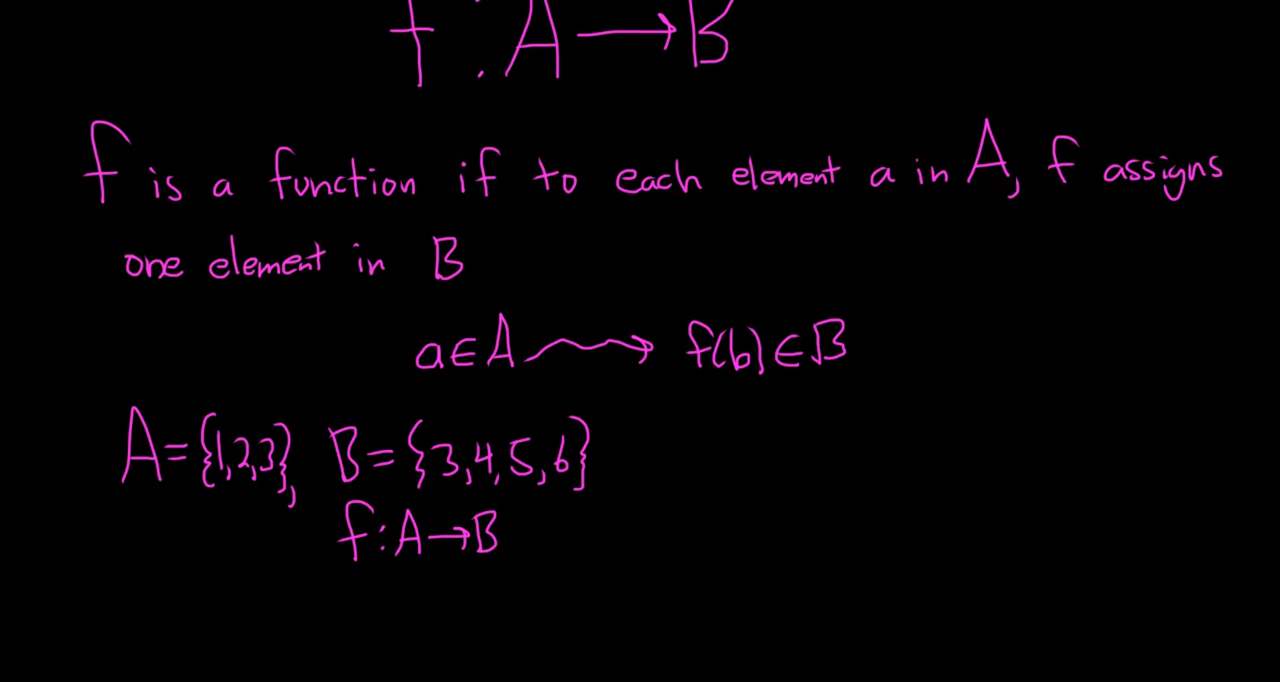 f : A → B
f is a function if to each element a in A, f assigns
one element in B
a ∈ A ⟿ f(b) ∈ B
A = {1,2,3}, B = {3,4,5,6}
f : A → B